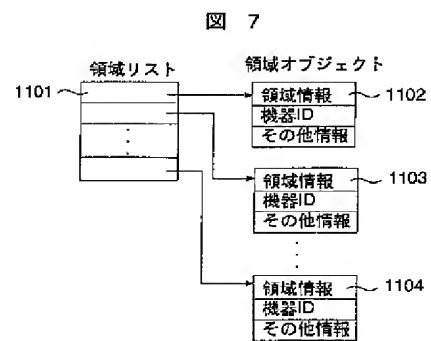 図 7
領域リスト
領域オブジェクト
1101
領域情報
機器ID
その他情報
1102
領域情報
機器ID
その他情報
1103
領域情報
機器ID
その他情報
1104